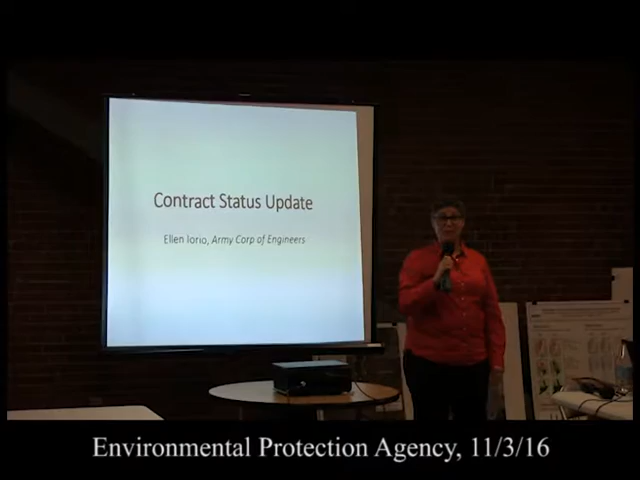 Contract Status Update
Ellen Iorio, Army Corp of Engineers
Environmental Protection Agency, 11/3/16